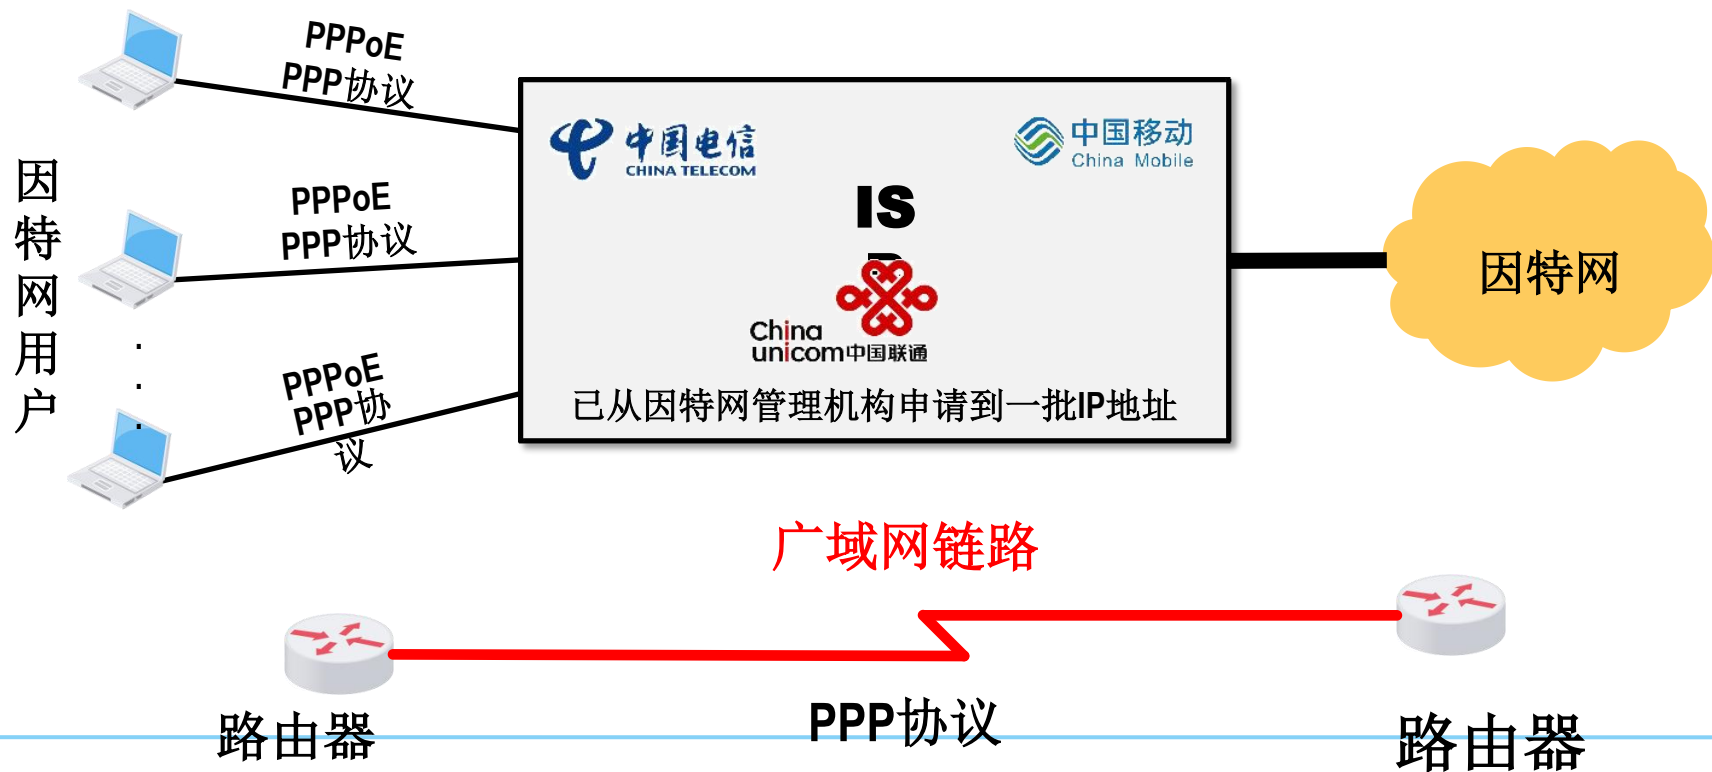 PPPoE
PPP协议
因特网用户
PPPoE
PPP协议
PPPoE
PPP协
议
中国电信
CHINA TELECOM
中国移动
China Mobile
IS
China
unicom中国联通
已从因特网管理机构申请到一批IP地址
因特网
广域网链路
路由器
PPP协议
路由器